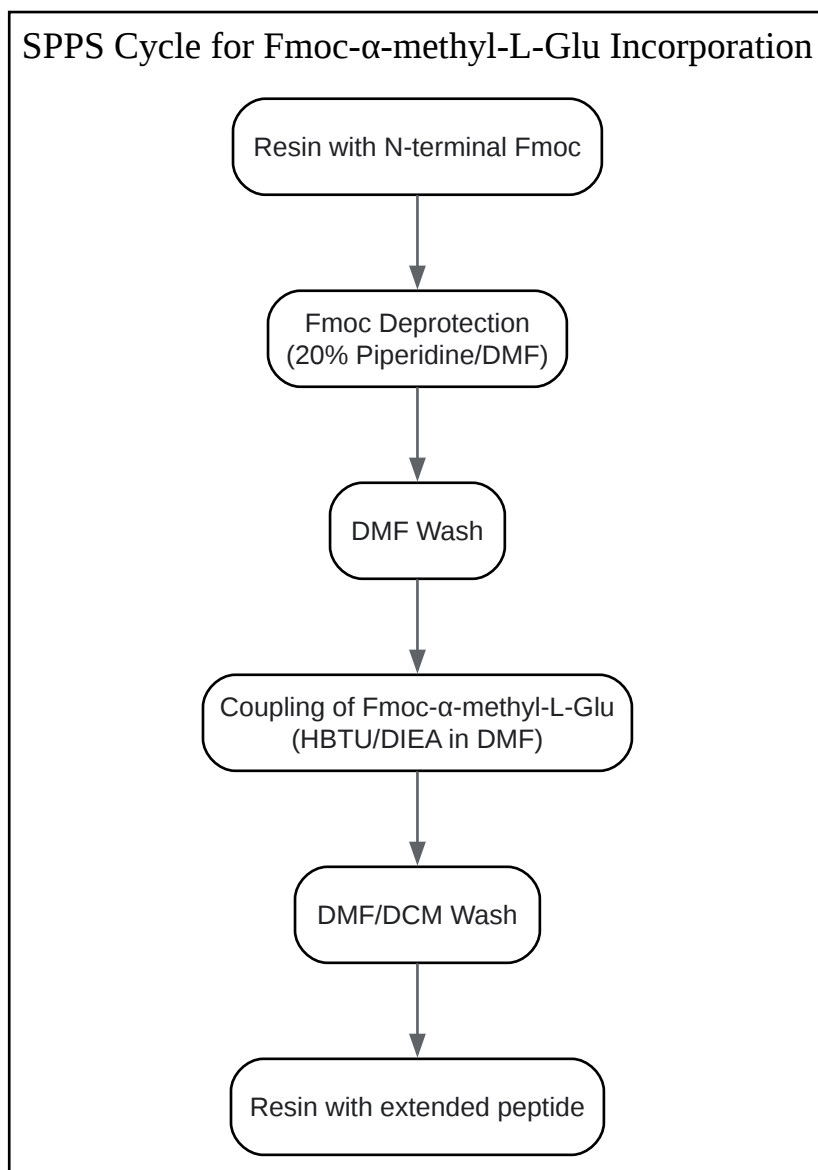 SPPS Cycle for Fmoc-α-methyl-L-Glu Incorporation
Resin with N-terminal Fmoc
Fmoc Deprotection
(20% Piperidine/DMF)
DMF Wash
Coupling of Fmoc-α-methyl-L-Glu
(HBTU/DIEA in DMF)
DMF/DCM Wash
Resin with extended peptide